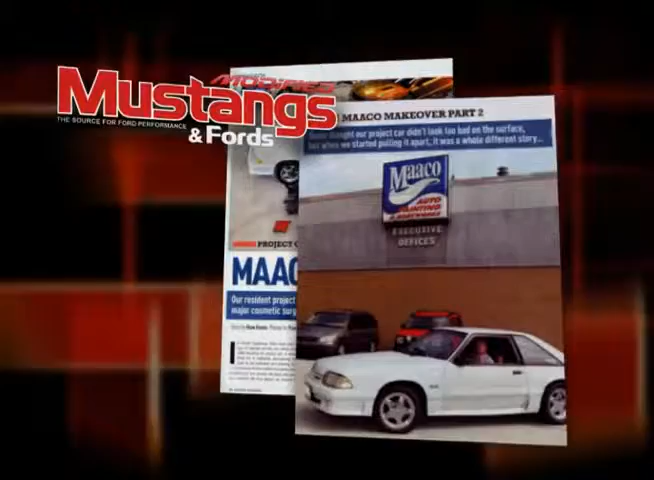 MODIFIED
Mustangs
THE SOURCE FOR FORD PERFORMANCE
& Fords
MAACO MAKEOVER PART 2
thought our project car didn't look too bad on the surface,
but when we started pulling it apart, it was a whole different story...
Maaco
AUTO
PAINTING
EXECUTIVE
OFFICES
PROJECT
MAAC
Our resident project
major cosmetic surg